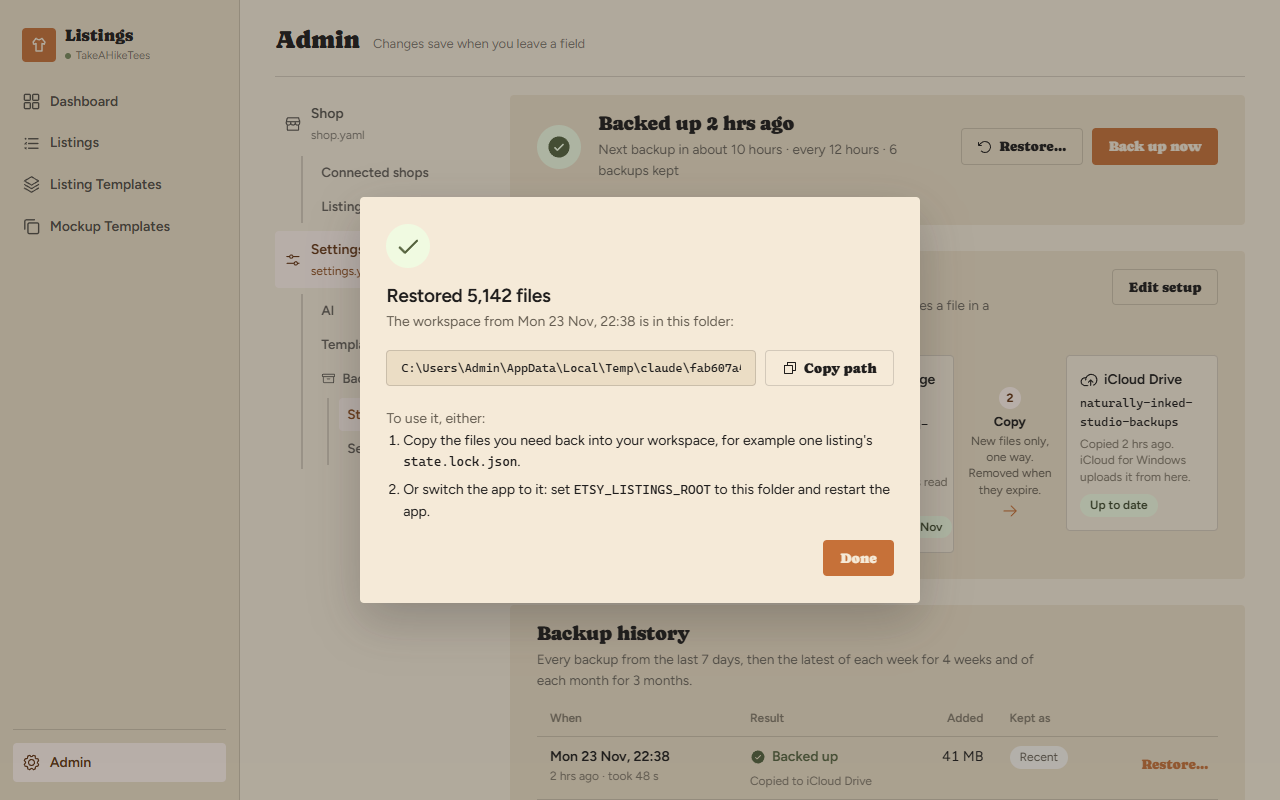 Listings
TakeAHikeTees
Dashboard
Listings
Listing Templates
Mockup Templates
Admin
Admin
Changes save when you leave a field
Shop
shop.yaml
Connected shops
Settings
AI
Backed up 2 hrs ago
Next backup in about 10 hours · every 12 hours · 6
backups kept
Restore...
Back up now
Edit setup
a file in a
Restored 5,142 files
The workspace from Mon 23 Nov, 22:38 is in this folder:
C:\Users\Admin\AppData\Local\Temp\claude\fab607a
Copy path
To use it, either:
1. Copy the files you need back into your workspace, for example one listing's
state.lock.json.
2. Or switch the app to it: set ETSY_LISTINGS_ROOT to this folder and restart the
app.
Done
read
Nov
2
Copy
New files only,
one way.
Removed when
they expire.
iCloud Drive
naturally-inked-
studio-backups
Copied 2 hrs ago.
iCloud for Windows
uploads it from here.
Up to date
Backup history
Every backup from the last 7 days, then the latest of each week for 4 weeks and of
each month for 3 months.
When Result Added Kept as
Mon 23 Nov, 22:38 Backed up 41 MB Recent Restore...
2 hrs ago · took 48 s Copied to iCloud Drive